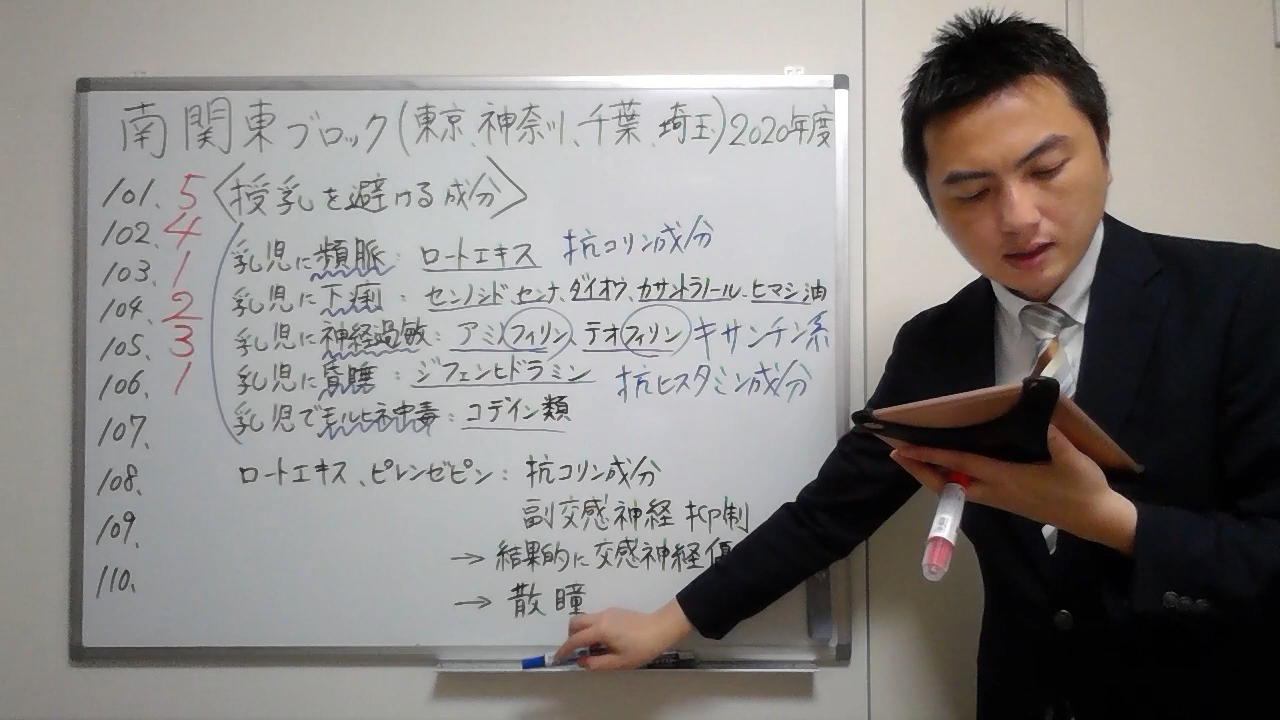 南関東ブロック(東京、神奈川、千葉、埼玉)2020年度
101. 5 〈授乳を避ける成分〉
102. 4 乳児に頻脈：ロートエキス 抗コリン成分
103. 1 乳児に下痢：センノシド、センナ、ダイオウ、カサントラノール、ヒマシ油
104. 2 乳児に神経過敏：アミノフィリン、テオフィリン キサンチン系
105. 3 乳児に昏睡：ジフェンヒドラミン 抗ヒスタミン成分
106. 1 乳児でモルヒネ中毒：コデイン類
107.
108. ロートエキス、ピレンゼピン：抗コリン成分
109. 副交感神経抑制
→ 結果的に交感神経優
110. → 散瞳